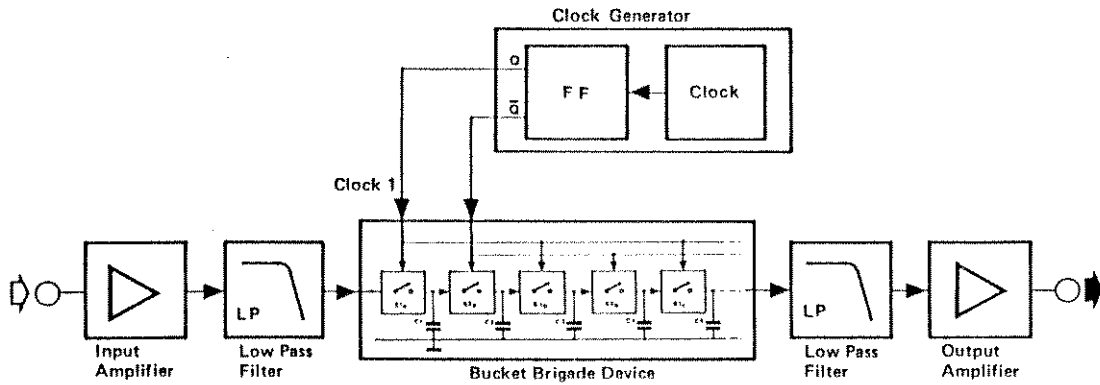 Clock Generator
Q
Q̅
FF
Clock
Clock 1
LP
LP
Input
Amplifier
Low Pass
Filter
Bucket Brigade Device
Low Pass
Filter
Output
Amplifier